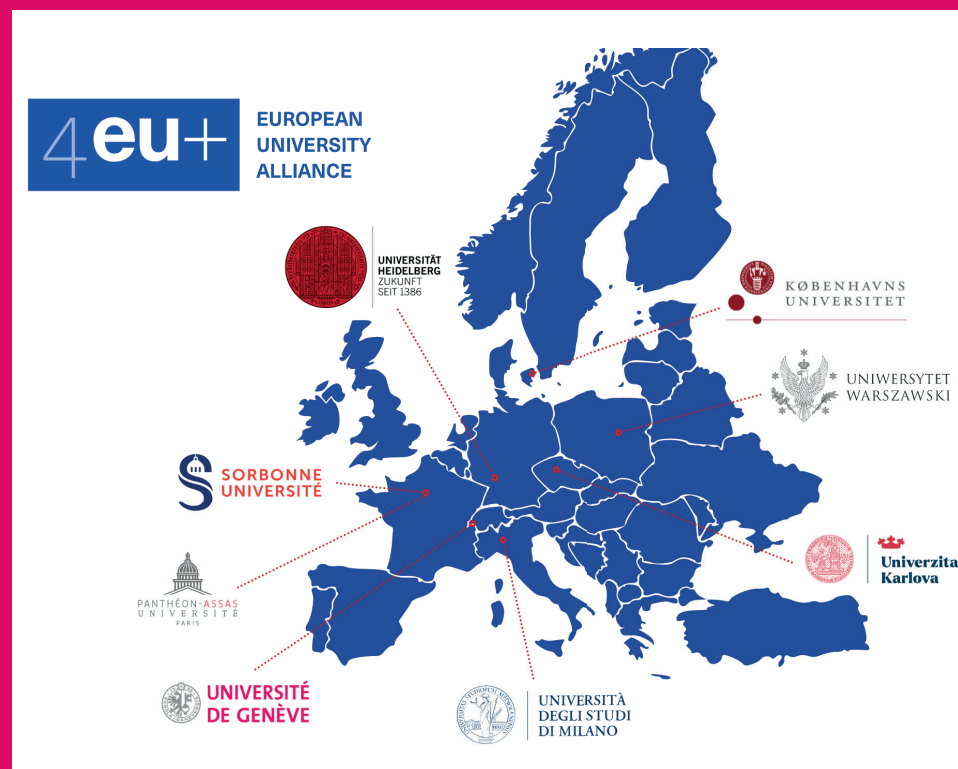 4eu+
EUROPEAN
UNIVERSITY
ALLIANCE
UNIVERSITÄT
HEIDELBERG
ZUKUNFT
SEIT 1386
KØBENHAVNS
UNIVERSITET
UNIWERSYTET
WARSZAWSKI
SORBONNE
UNIVERSITÉ
Univerzita
Karlova
PANTHÉON-ASSAS
UNIVERSITÉ
PARIS
UNIVERSITÉ
DE GENÈVE
UNIVERSITÀ
DEGLI STUDI
DI MILANO